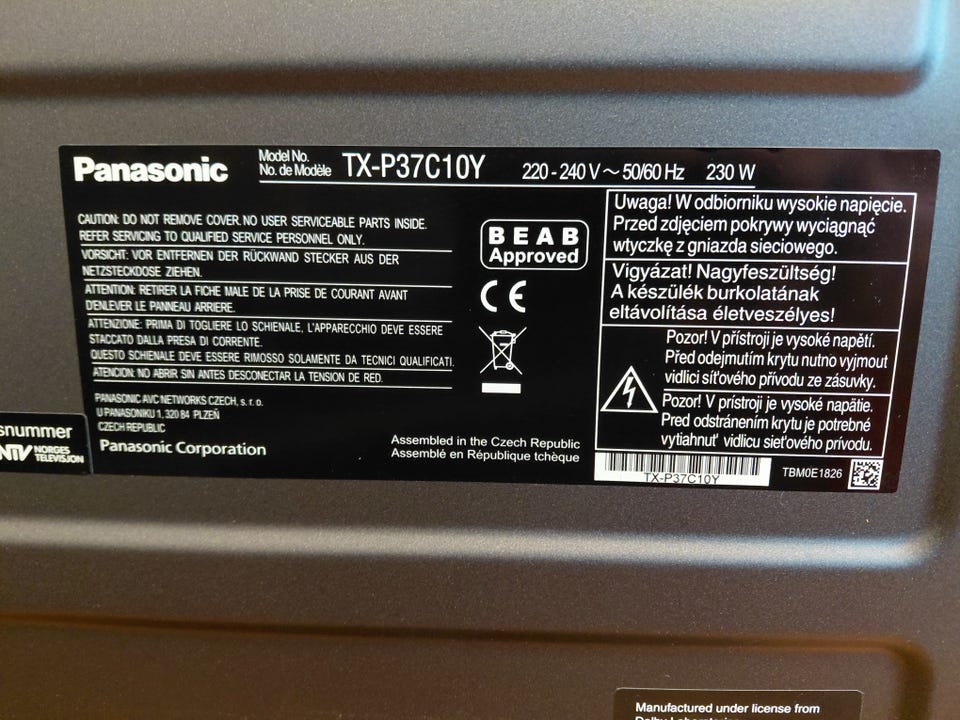 Panasonic
Model No.
No. de Modèle
TX-P37C10Y
220 - 240 V ~ 50/60 Hz 230 W
CAUTION: DO NOT REMOVE COVER. NO USER SERVICEABLE PARTS INSIDE.
REFER SERVICING TO QUALIFIED SERVICE PERSONNEL ONLY.
VORSICHT: VOR ENTFERNEN DER RÜCKWAND STECKER AUS DER
NETZSTECKDOSE ZIEHEN.
ATTENTION: RETIRER LA FICHE MALE DE LA PRISE DE COURANT AVANT
D'ENLEVER LE PANNEAU ARRIERE.
ATTENZIONE: PRIMA DI TOGLIERE LO SCHIENALE, L'APPARECCHIO DEVE ESSERE
STACCATO DALLA PRESA DI CORRENTE.
QUESTO SCHIENALE DEVE ESSERE RIMOSSO SOLAMENTE DA TECNICI QUALIFICATI.
ATENCION: NO ABRIR SIN ANTES DESCONECTAR LA TENSION DE RED.
PANASONIC AVC NETWORKS CZECH, s. r. o.
U PANASONIKU 1, 320 84 PLZEŇ
CZECH REPUBLIC
Panasonic Corporation
BEAB
Approved
CE
Assembled in the Czech Republic
Assemblé en République tchèque
Uwaga! W odbiorniku wysokie napięcie.
Przed zdjęciem pokrywy wyciągnąć
wtyczkę z gniazda sieciowego.
Vigyázat! Nagyfeszültség!
A készülék burkolatának
eltávolítása életveszélyes!
Pozor! V přístroji je vysoké napětí.
Před odejmutím krytu nutno vyjmout
vidlici síťového přívodu ze zásuvky.
Pozor! V prístroji je vysoké napätie.
Pred odstránením krytu je potrebné
vytiahnuť vidlicu sieťového prívodu.
TX-P37C10Y
TBM0E1826
snummer
NTV NORGES
TELEVISJON
Manufactured under license from
Dolby Laboratories